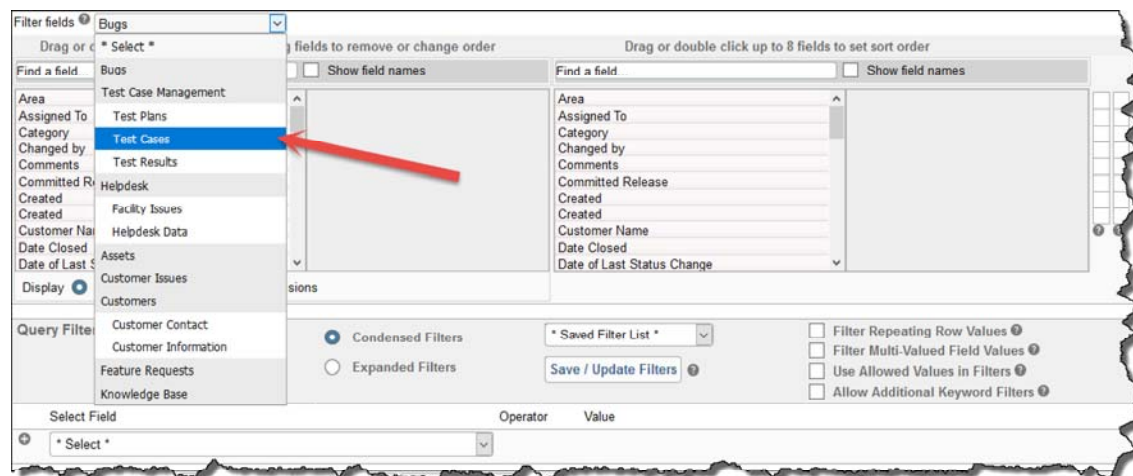 Filter fields Bugs
Drag or * Select * fields to remove or change order Drag or double click up to 8 fields to set sort order
Find a field... Bugs Show field names Find a field... Show field names
Test Case Management
Area Area
Assigned To Test Plans Assigned To
Category Test Cases Category
Changed by Changed by
Comments Test Results Comments
Committed Helpdesk Committed Release
Created Created
Created Facility Issues Created
Customer Helpdesk Data Customer Name
Date Closed Date Closed
Date of Last Assets Date of Last Status Change
Display Customer Issues
Customers
Query Customer Contact Condensed Filters * Saved Filter List * Filter Repeating Row Values
Customer Information Filter Multi-Valued Field Values
Feature Requests Expanded Filters Save / Update Filters Use Allowed Values in Filters
Knowledge Base Allow Additional Keyword Filters
Select Field Operator Value
* Select *